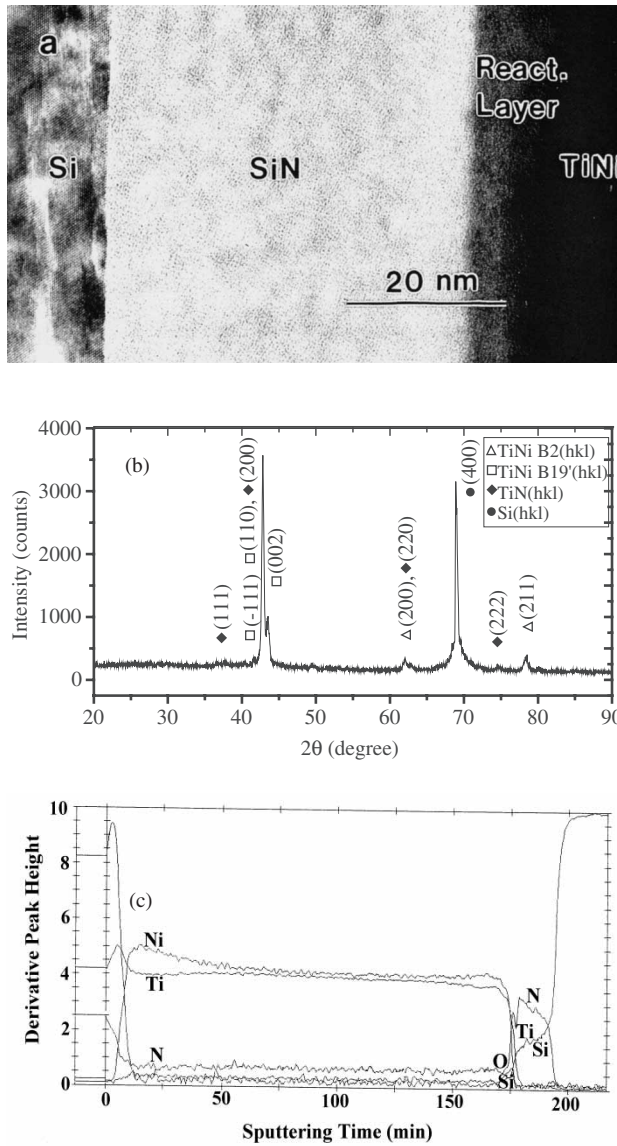 a
React.
Layer
Si
SiN
TiNi
20 nm
4000
3000
2000
1000
0
Intensity (counts)
(b)
◆(111)
□(-111)
□(110), ◆(200)
□(002)
△(200), ◆(220)
●(400)
◆(222)
△(211)
△TiNi B2(hkl)
□TiNi B19'(hkl)
◆TiN(hkl)
●Si(hkl)
20 30 40 50 60 70 80 90
2θ (degree)
10
8
6
4
2
0
Derivative Peak Height
(c)
Ni
Ti
N
O
Si
N
Ti
Si
0 50 100 150 200
Sputtering Time (min)